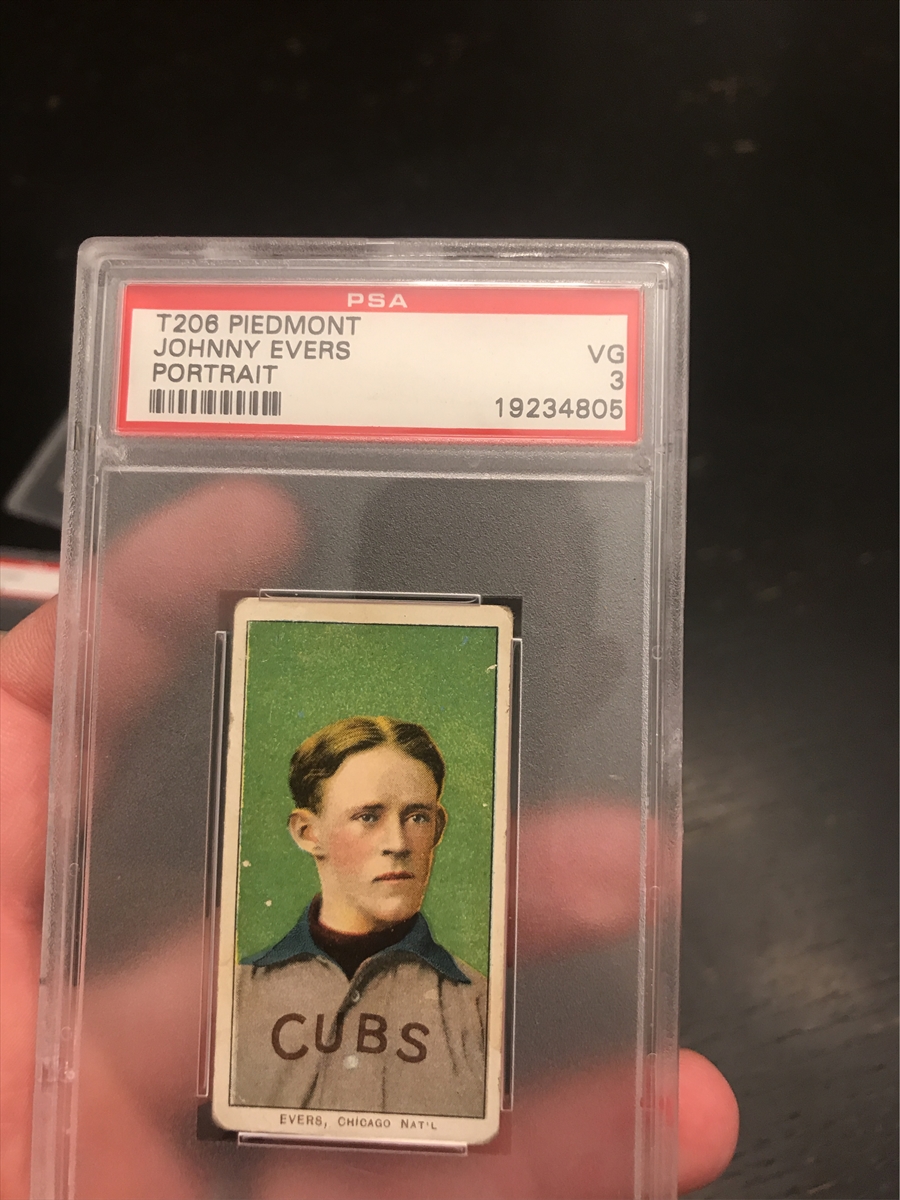 PSA
T206 PIEDMONT
JOHNNY EVERS VG
PORTRAIT 3
19234805
CUBS
EVERS, CHICAGO NAT'L